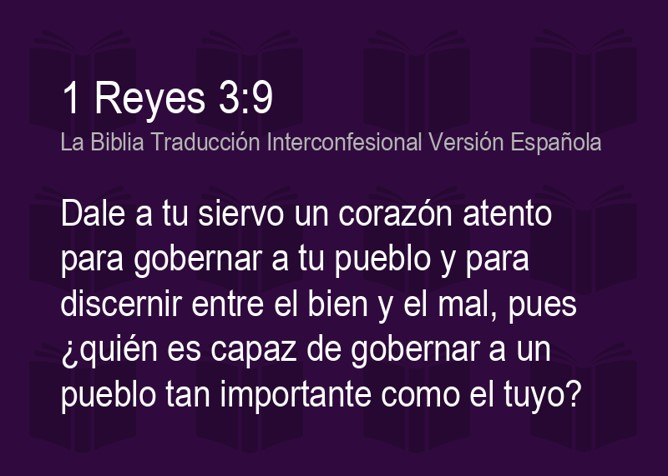 1 Reyes 3:9
La Biblia Traducción Interconfesional Versión Española
Dale a tu siervo un corazón atento
para gobernar a tu pueblo y para
discernir entre el bien y el mal, pues
¿quién es capaz de gobernar a un
pueblo tan importante como el tuyo?